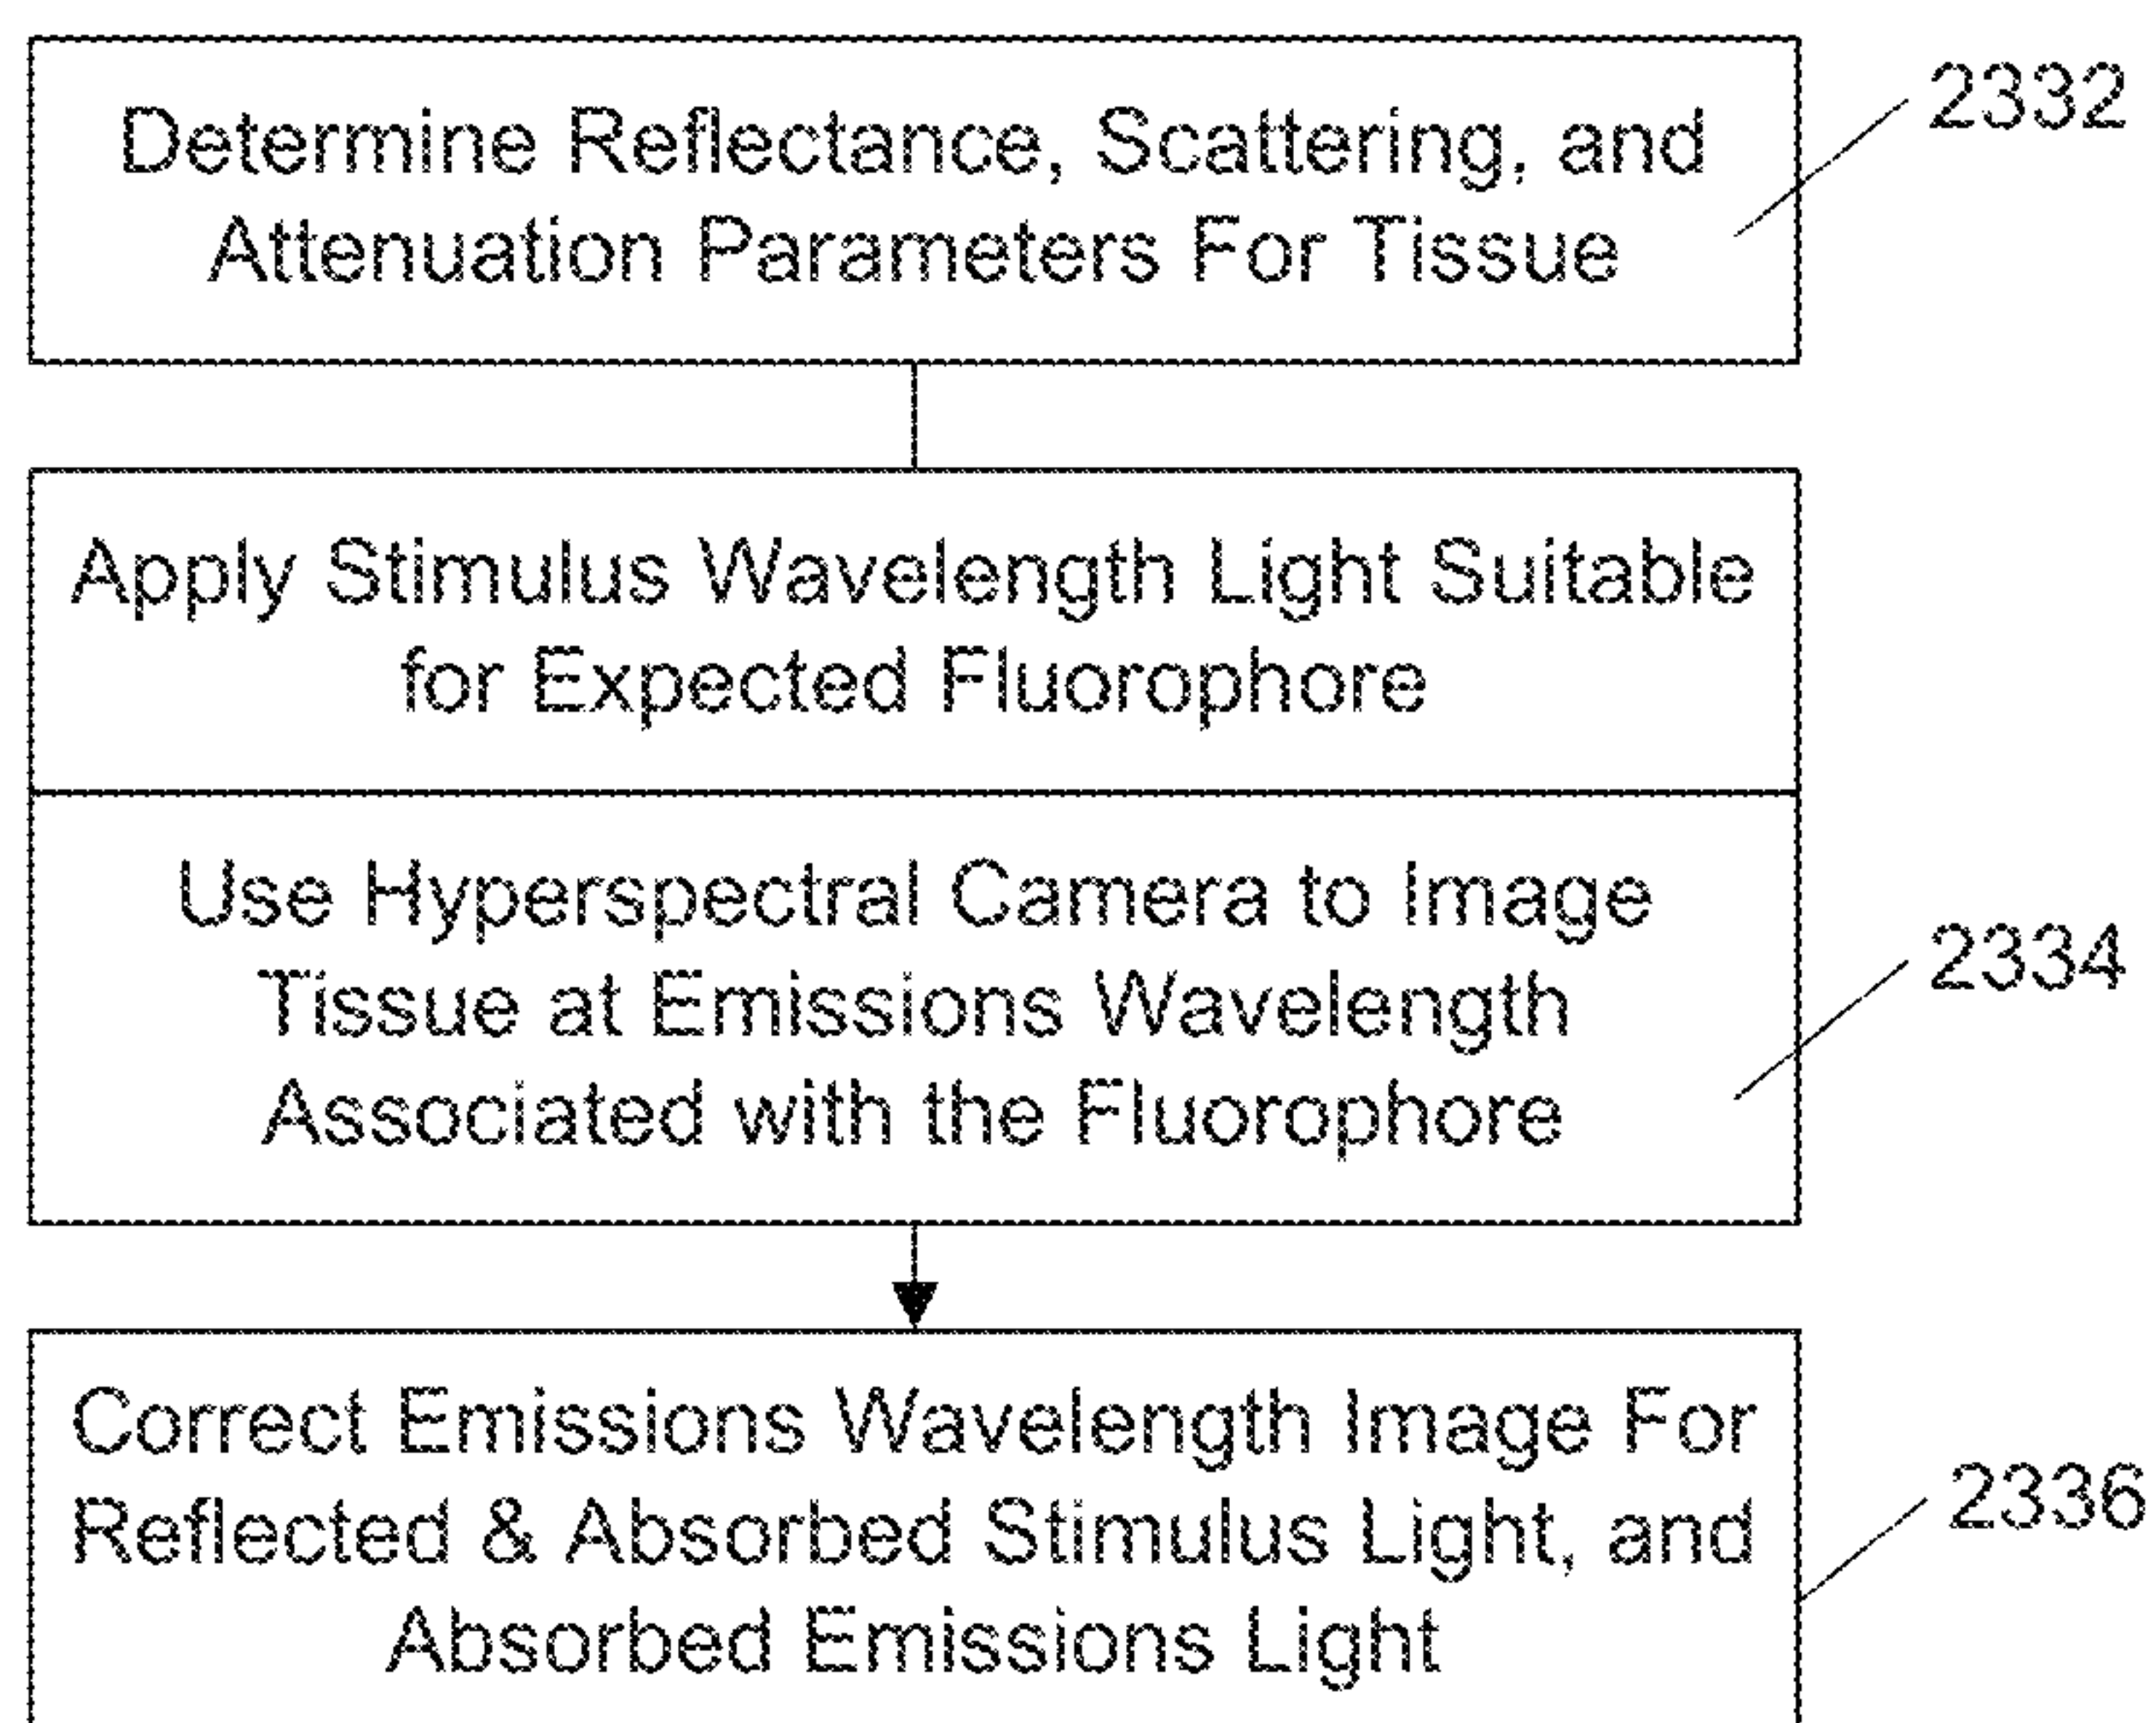 Determine Reflectance, Scattering, and
Attenuation Parameters For Tissue
2332
Apply Stimulus Wavelength Light Suitable
for Expected Fluorophore
Use Hyperspectral Camera to Image
Tissue at Emissions Wavelength
Associated with the Fluorophore
2334
Correct Emissions Wavelength Image For
Reflected & Absorbed Stimulus Light, and
Absorbed Emissions Light
2336